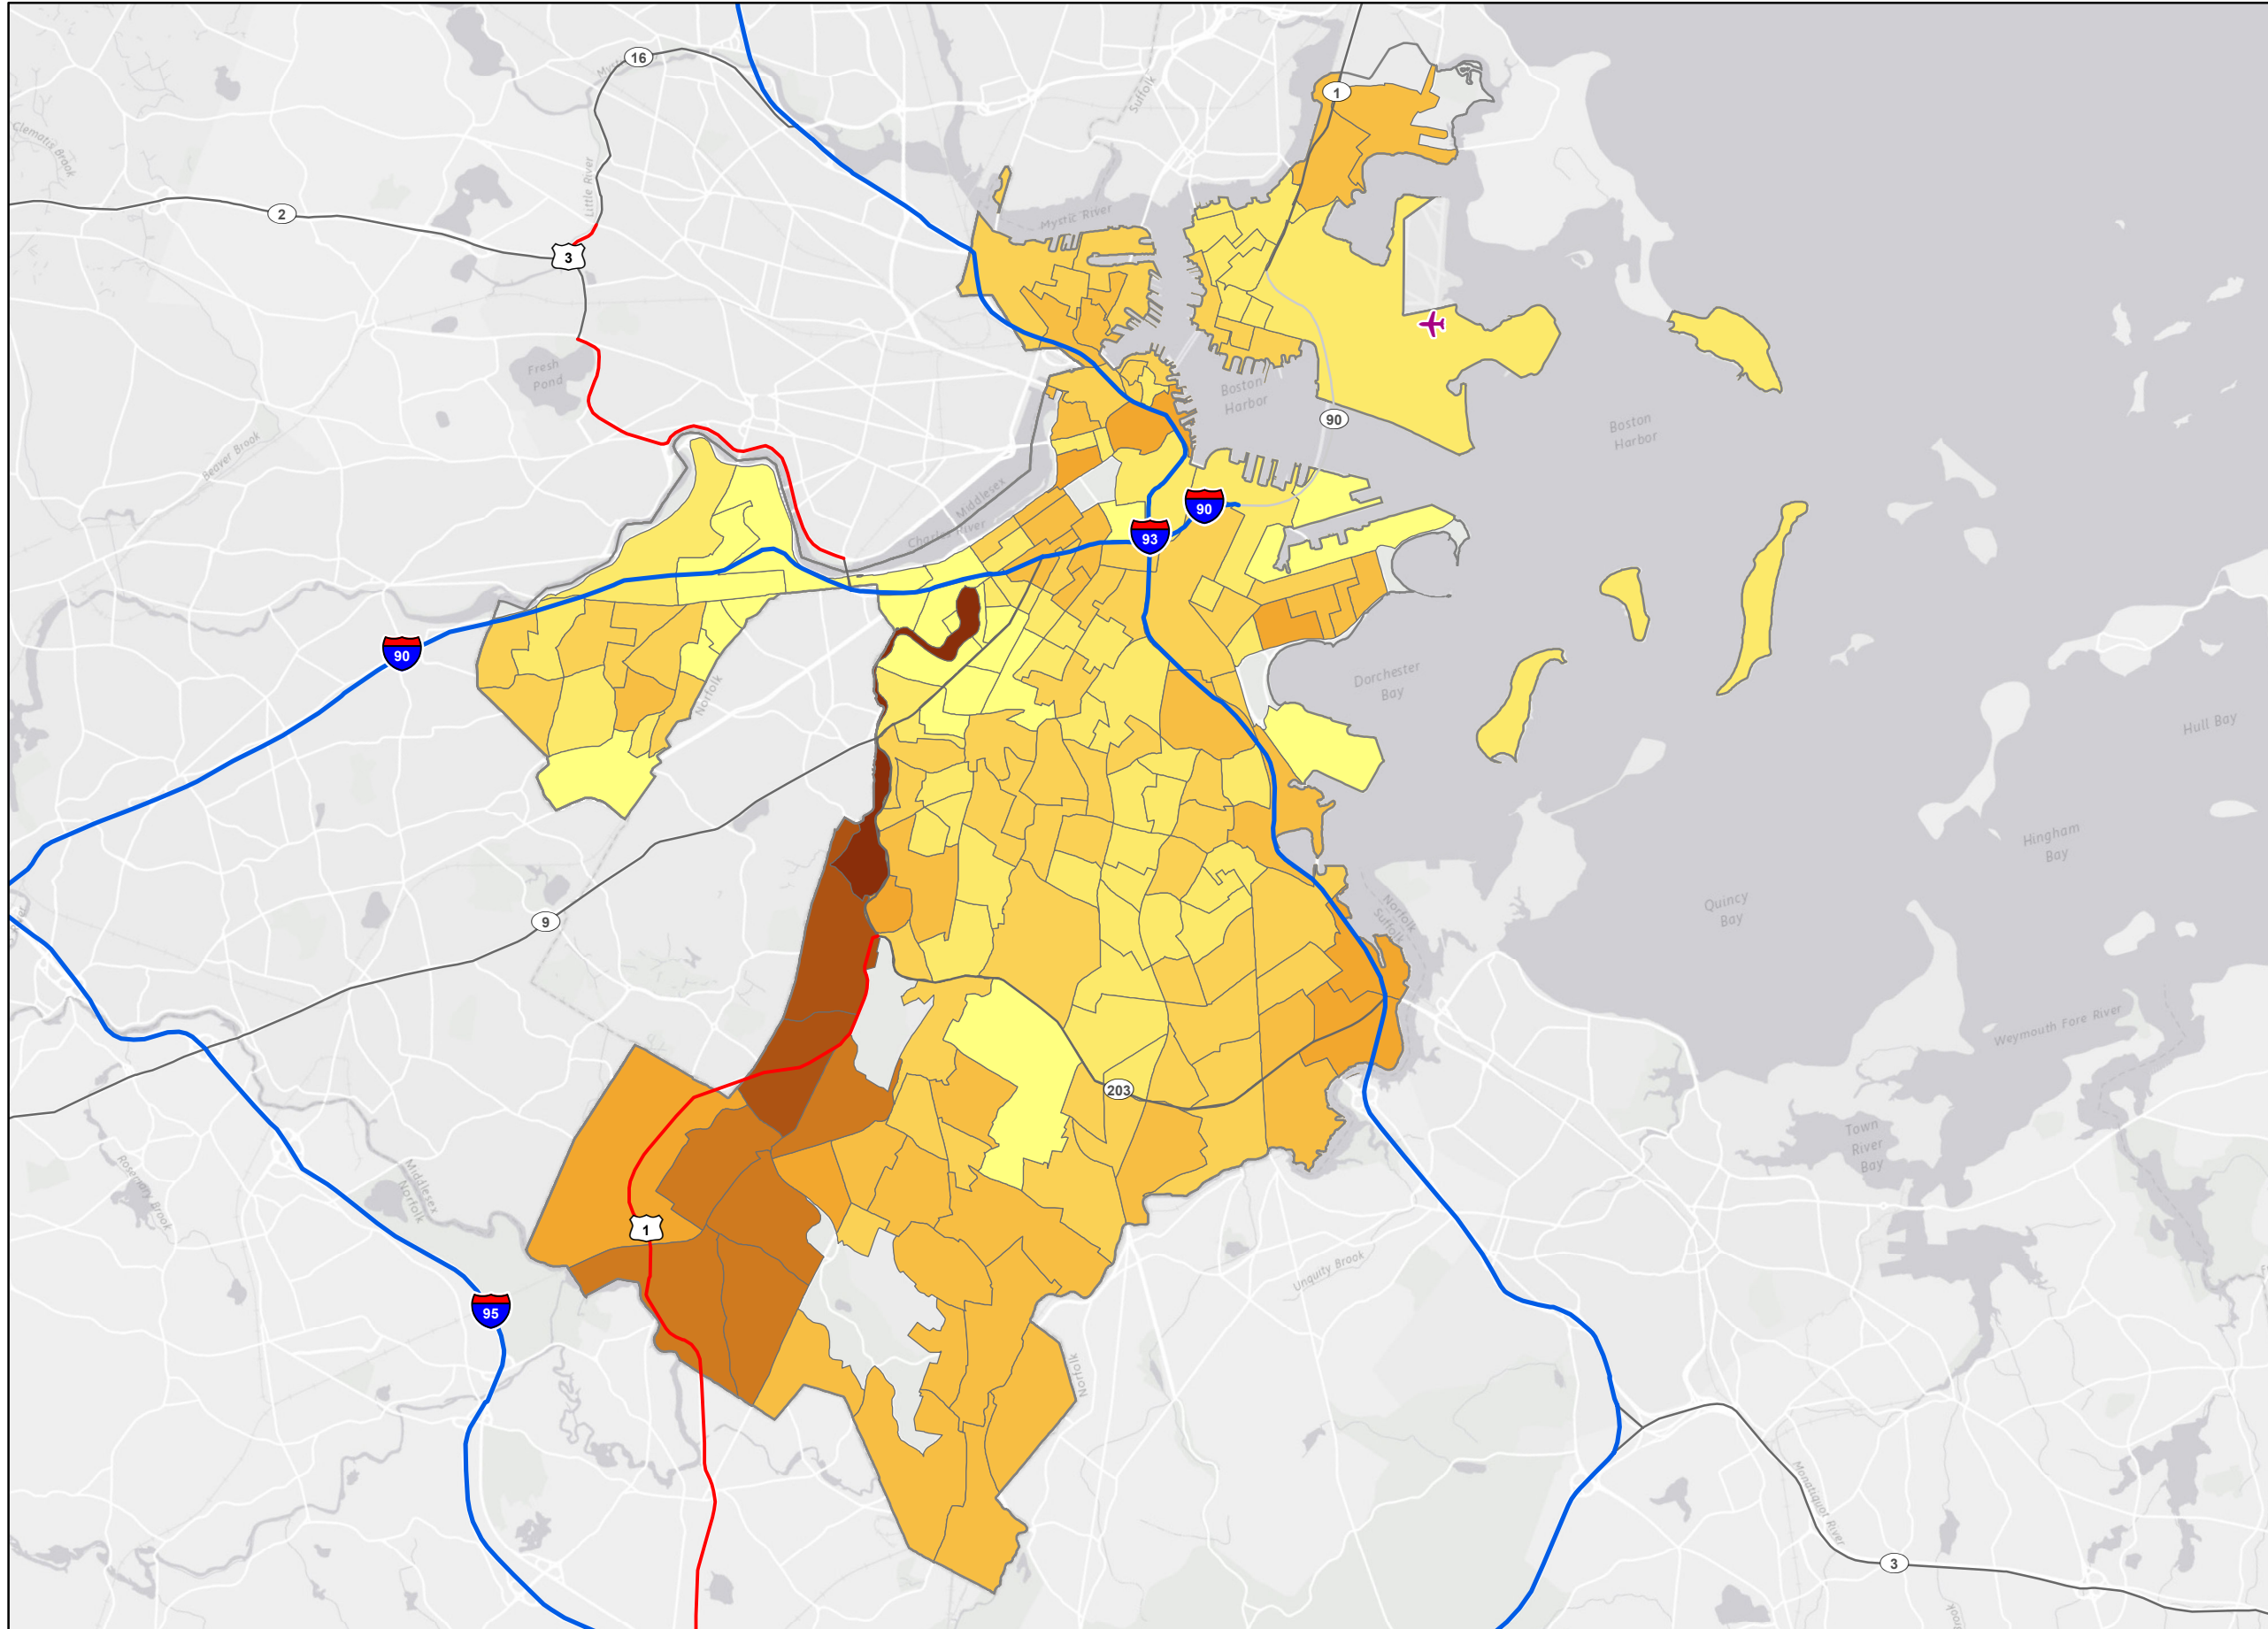 16
Myst
Suffolk
1
Clematis Brook
Little River
2
Mystic River
3
Fresh
Pond
Boston
Harbor
90
Boston
Harbor
Beaver Brook
Middlesex
Charles River
90
93
90
Norfolk
Dorchester
Bay
Hull Bay
Hingham
Bay
9
Quincy
Bay
Norfolk
Suffolk
Weymouth Fore River
203
Town
River
Bay
Rosemary Brook
Middlesex
Norfolk
1
Unquity Brook
95
Norfolk
Monatiquot River
3